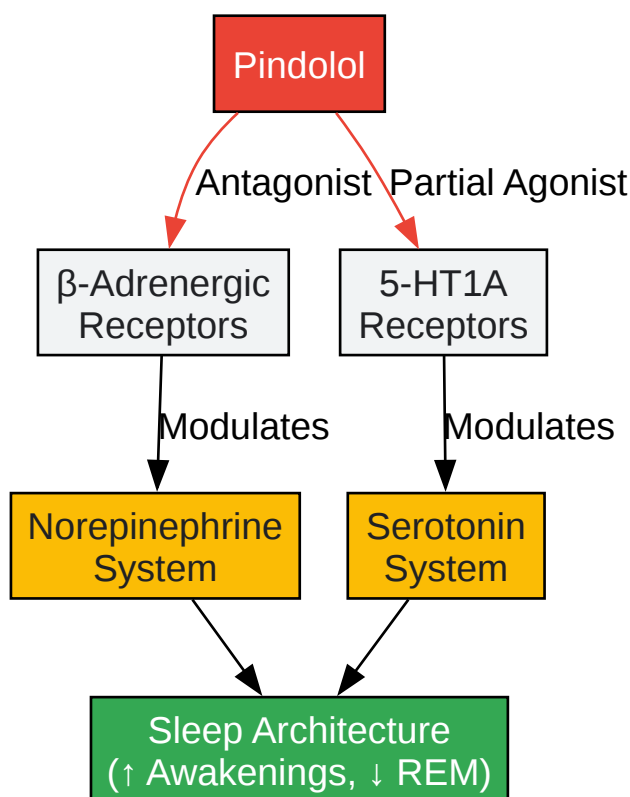 Pindolol
Antagonist
Partial Agonist
β-Adrenergic
Receptors
5-HT1A
Receptors
Modulates
Modulates
Norepinephrine
System
Serotonin
System
Sleep Architecture
(↑ Awakenings, ↓ REM)